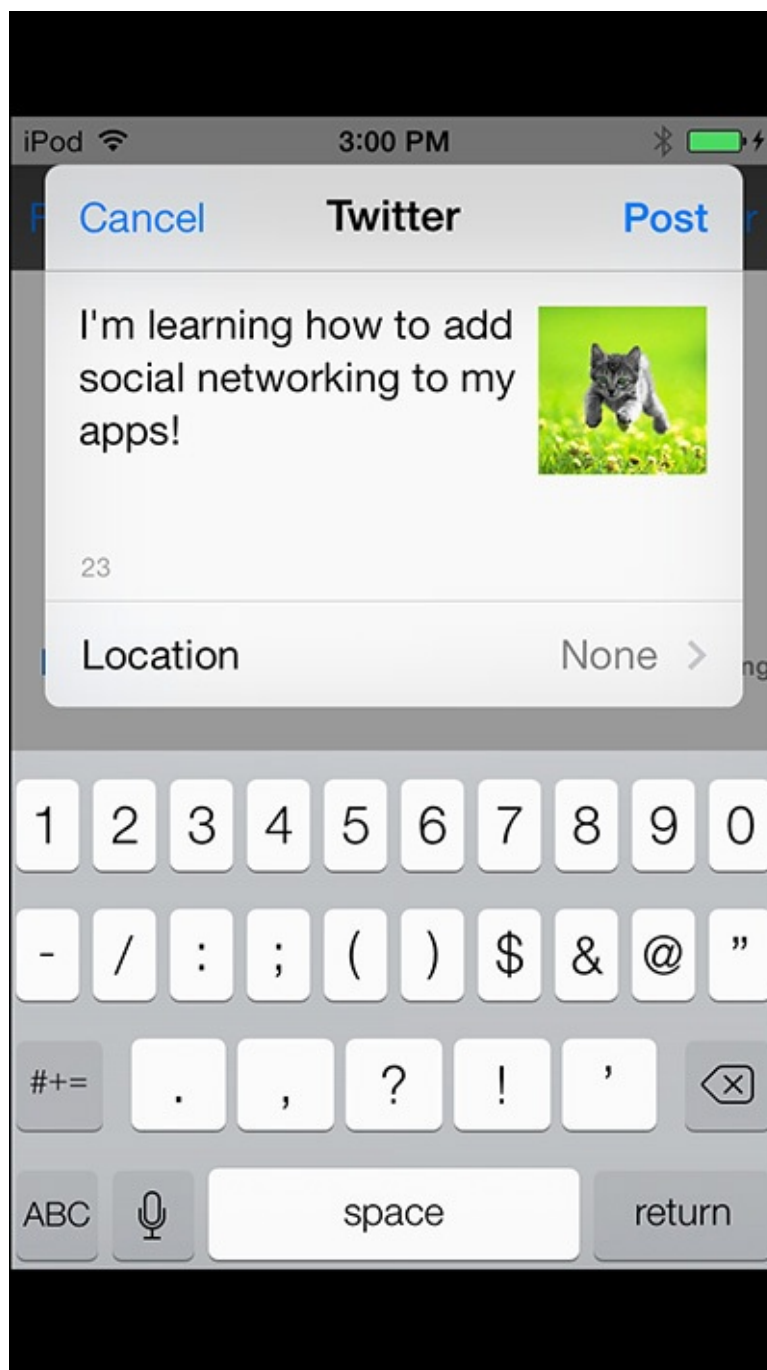 iPod 3:00 PM
F Cancel Twitter Post r
I'm learning how to add
social networking to my
apps!
23
Location None ng
1 2 3 4 5 6 7 8 9 0
- / : ; ( ) $ & @ ”
#+= . , ? ! ’
ABC space return